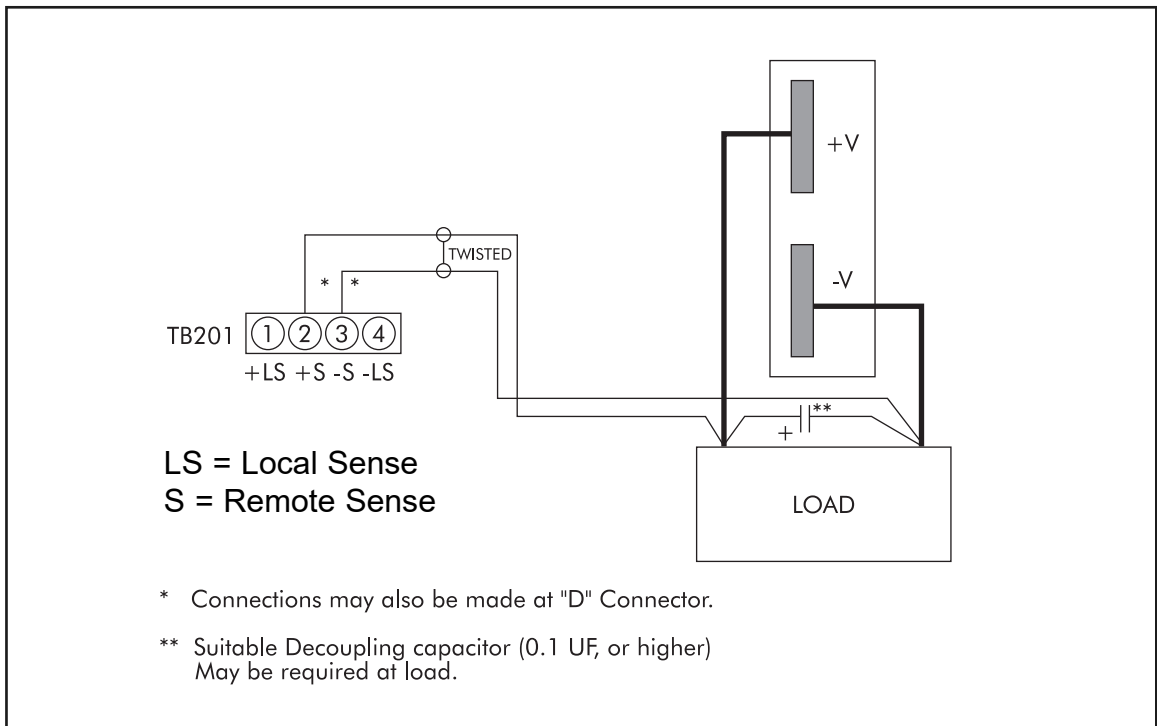 +V
TWISTED
-V
* *
TB201 1 2 3 4
+LS +S -S -LS
**
+
LS = Local Sense
S = Remote Sense
LOAD
* Connections may also be made at "D" Connector.
** Suitable Decoupling capacitor (0.1 UF, or higher)
May be required at load.